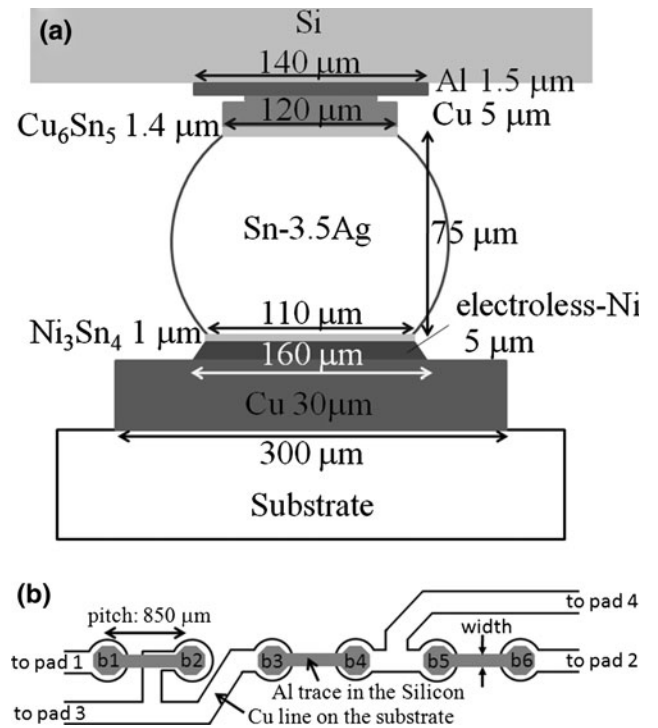 (a)
Si
140 μm
Al 1.5 μm
Cu 5 μm
120 μm
Cu₆Sn₅ 1.4 μm
Sn-3.5Ag
75 μm
electroless-Ni
5 μm
110 μm
Ni₃Sn₄ 1 μm
160 μm
Cu 30μm
300 μm
Substrate
(b)
pitch: 850 μm
to pad 4
width
to pad 1
b1
b2
b3
b4
b5
b6
to pad 2
Al trace in the Silicon
Cu line on the substrate
to pad 3